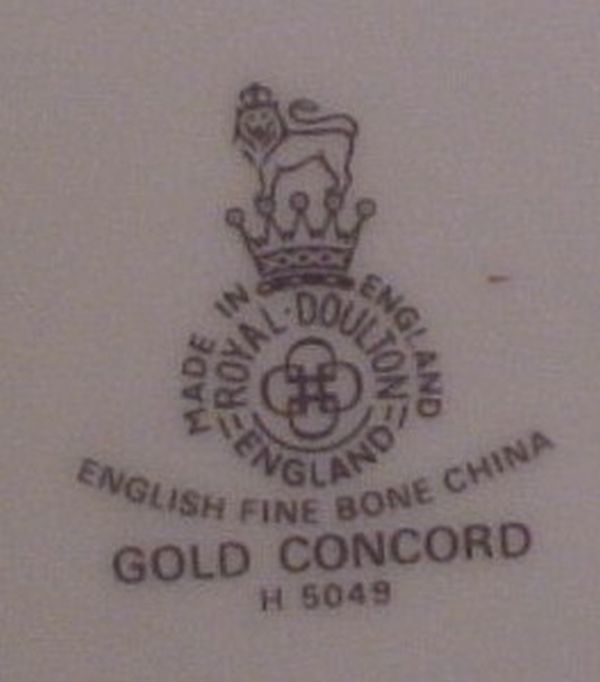 MADE IN ENGLAND
ROYAL·DOULTON
ENGLAND
ENGLISH FINE BONE CHINA
GOLD CONCORD
H 5049